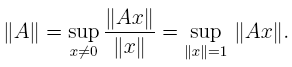 ‖A‖ = sup_{x≠0} ‖Ax‖/‖x‖ = sup_{‖x‖=1} ‖Ax‖.